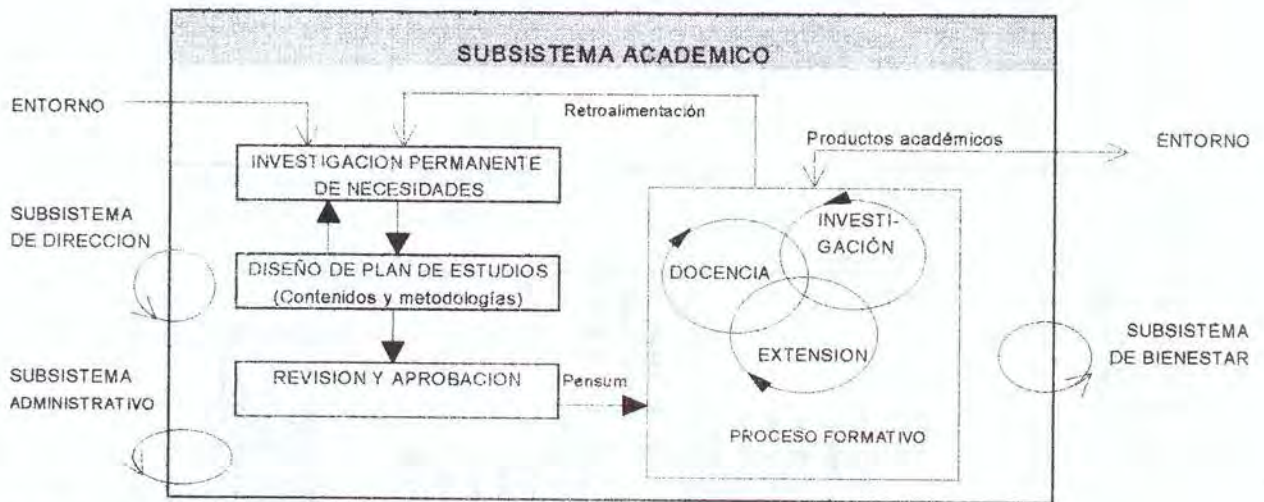 SUBSISTEMA ACADEMICO
ENTORNO
Retroalimentación
Productos académicos
ENTORNO
INVESTIGACION PERMANENTE
DE NECESIDADES
SUBSISTEMA
DE DIRECCION
DISEÑO DE PLAN DE ESTUDIOS
(Contenidos y metodologías)
SUBSISTEMA
ADMINISTRATIVO
REVISION Y APROBACION
Pensum
INVESTI-
GACIÓN
DOCENCIA
EXTENSION
PROCESO FORMATIVO
SUBSISTEMA
DE BIENESTAR